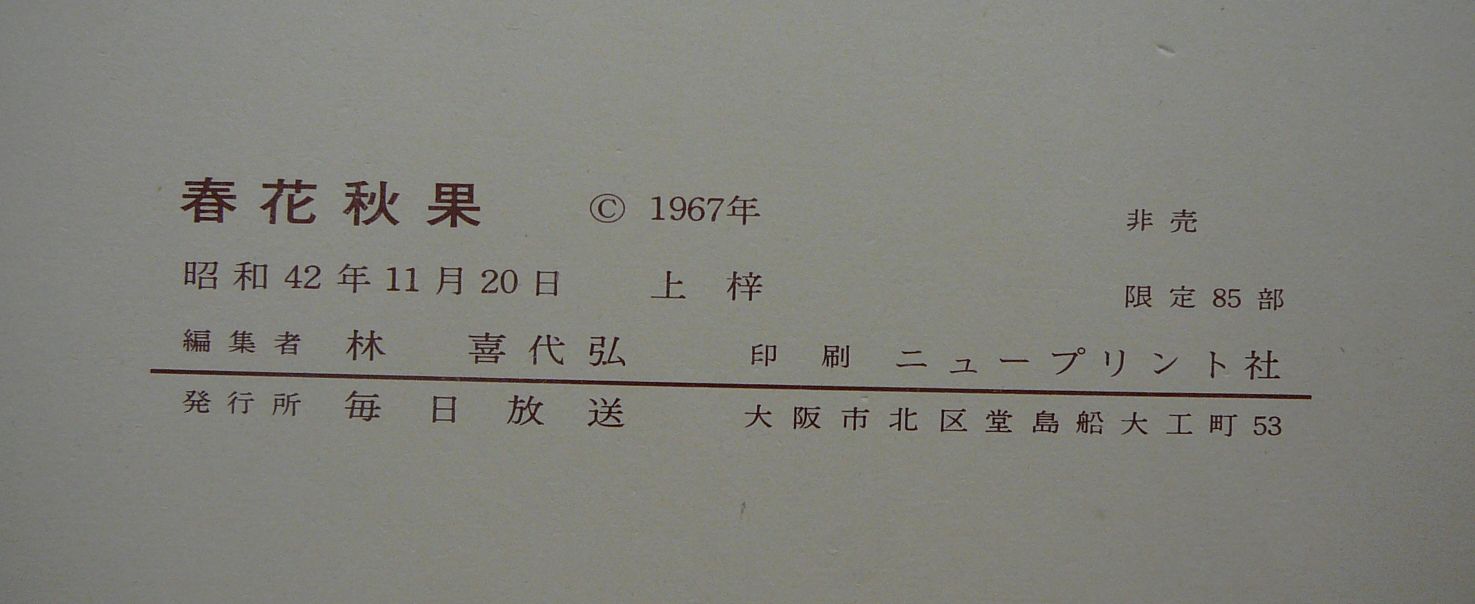 春花秋果 © 1967年 非売
昭和42年11月20日 上梓 限定85部
編集者 林 喜代弘 印刷 ニュープリント社
発行所 毎日放送 大阪市北区堂島船大工町53